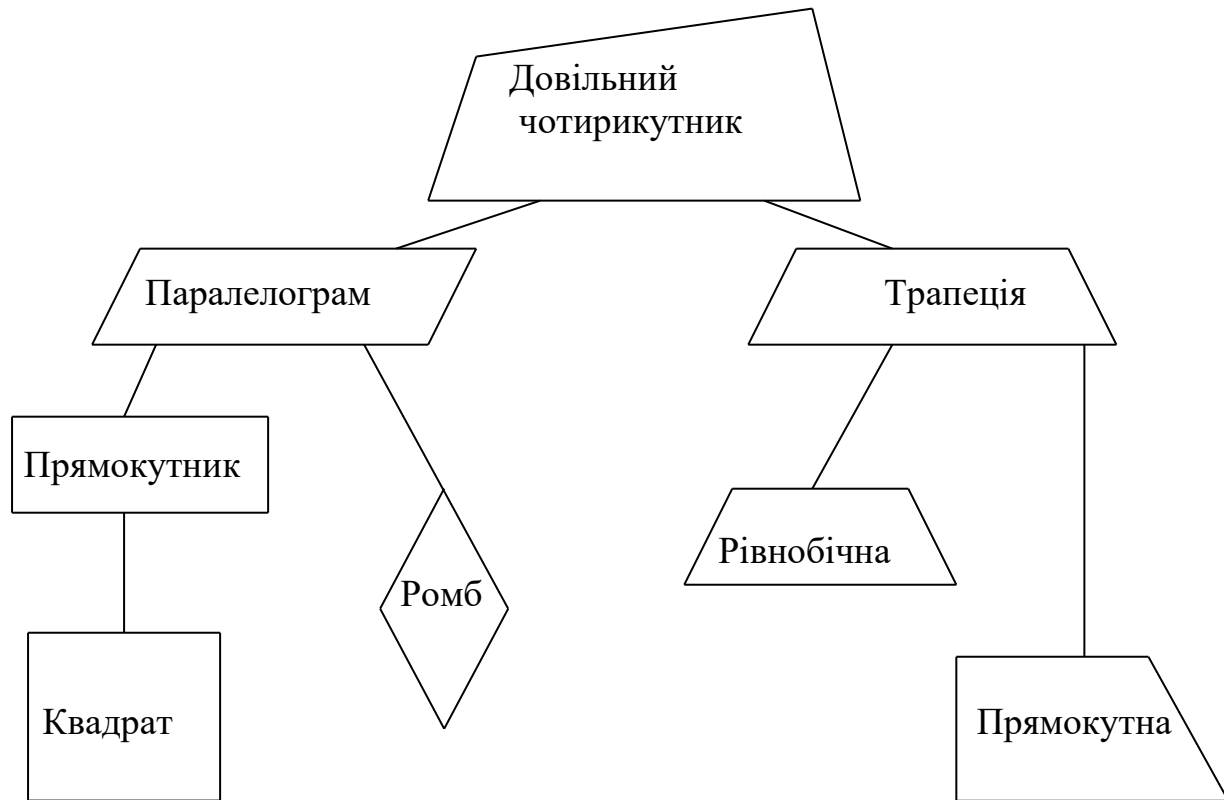 Довільний
чотирикутник
Паралелограм
Трапеція
Прямокутник
Рівнобічна
Ромб
Квадрат
Прямокутна